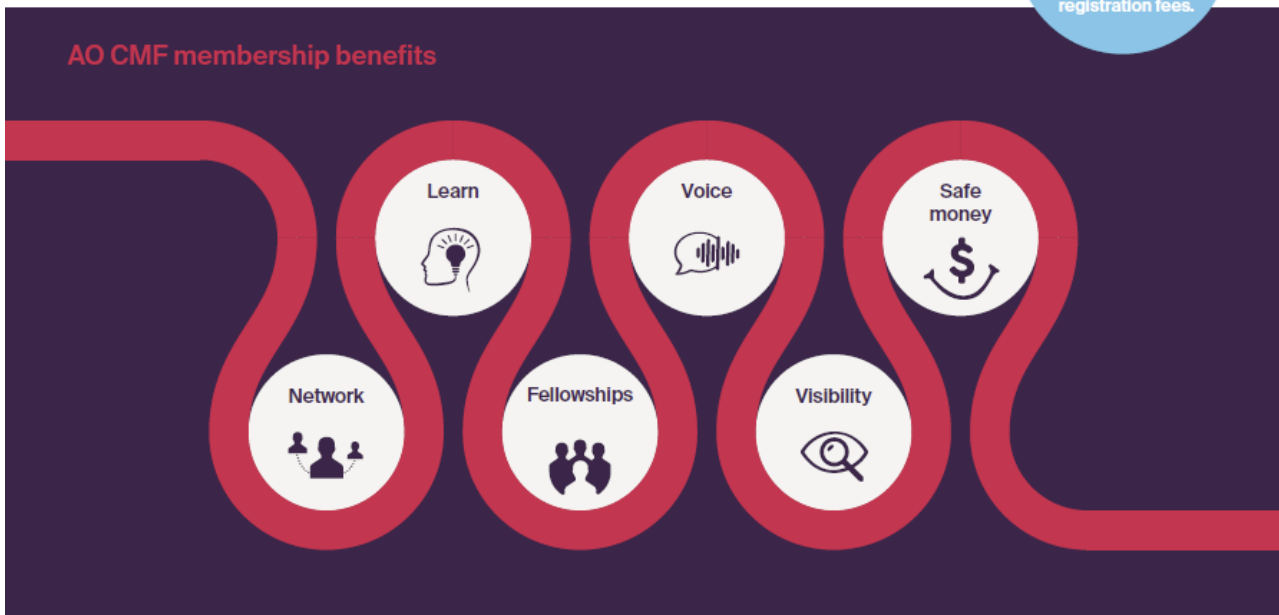 registration fees.
AO CMF membership benefits
Learn
Voice
Safe
money
Network
Fellowships
Visibility
$